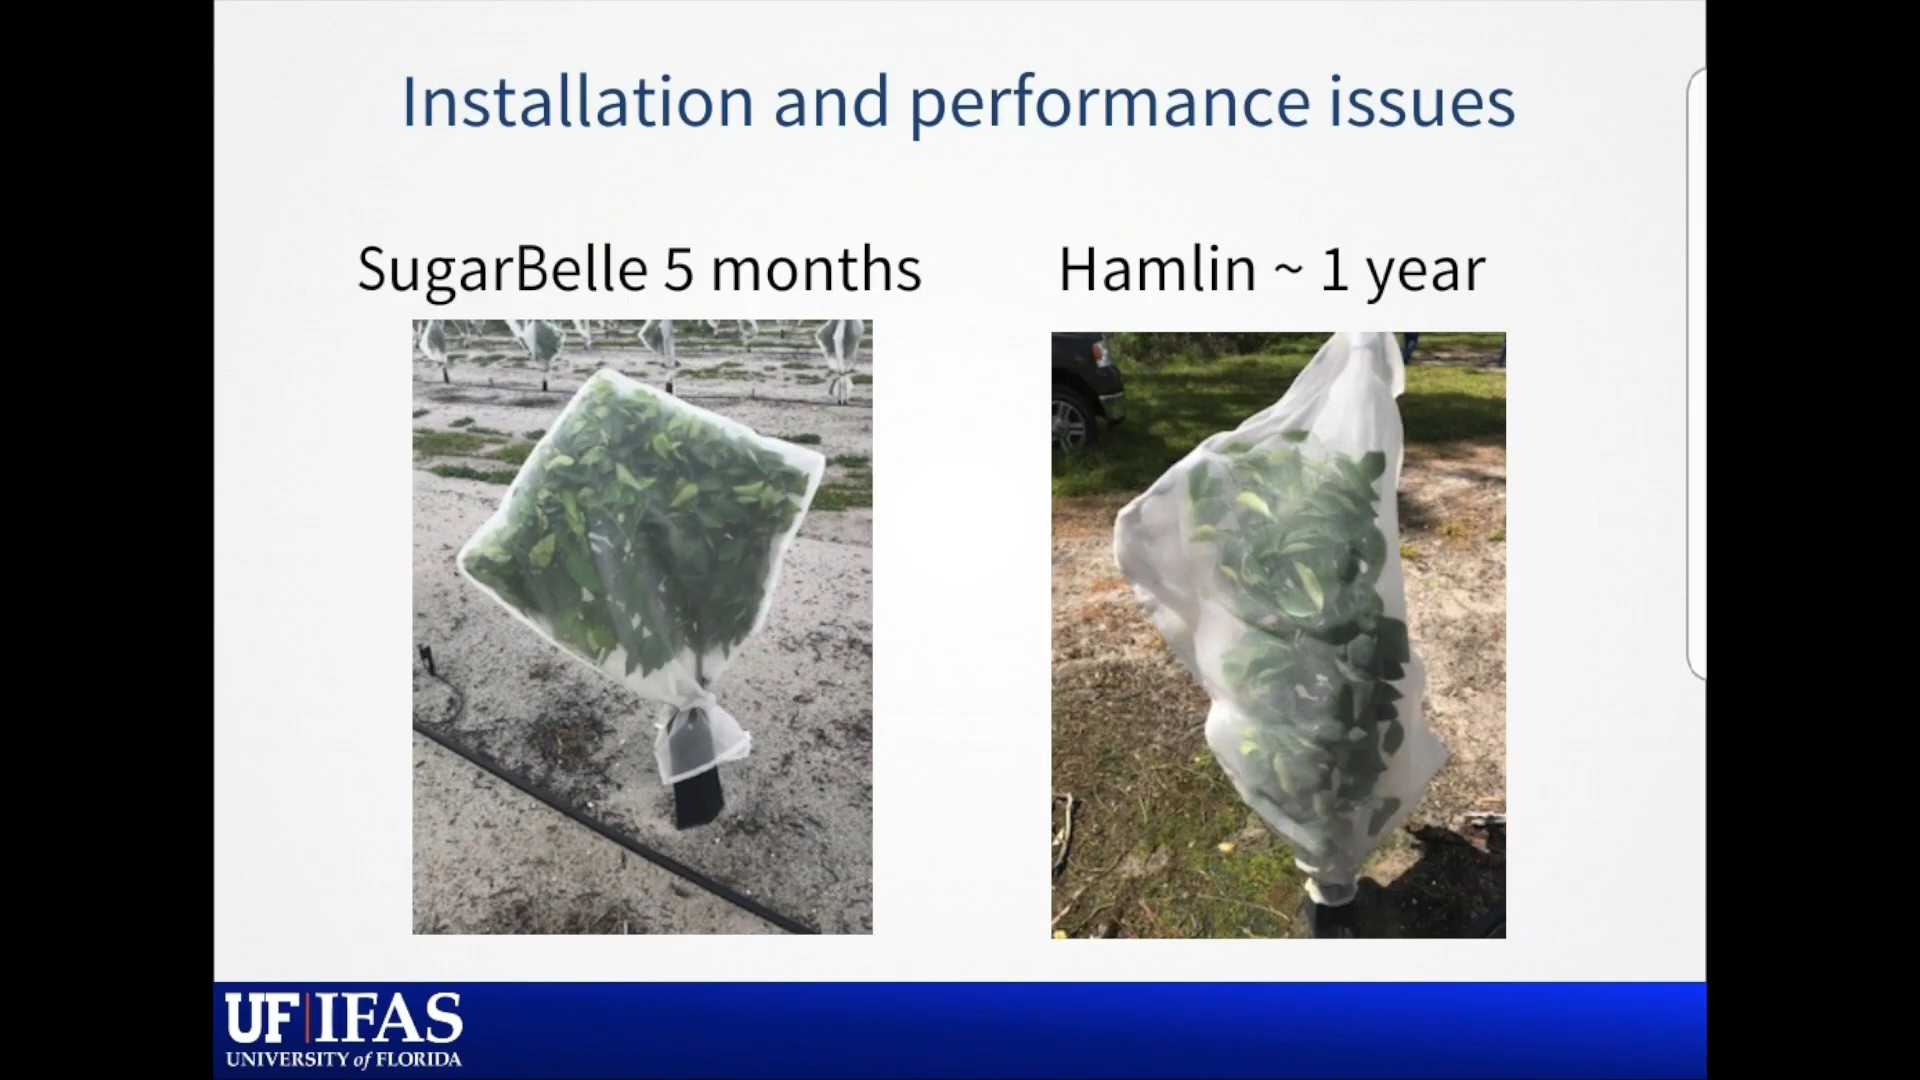 Installation and performance issues
SugarBelle 5 months
Hamlin ~ 1 year
UF|IFAS
UNIVERSITY of FLORIDA